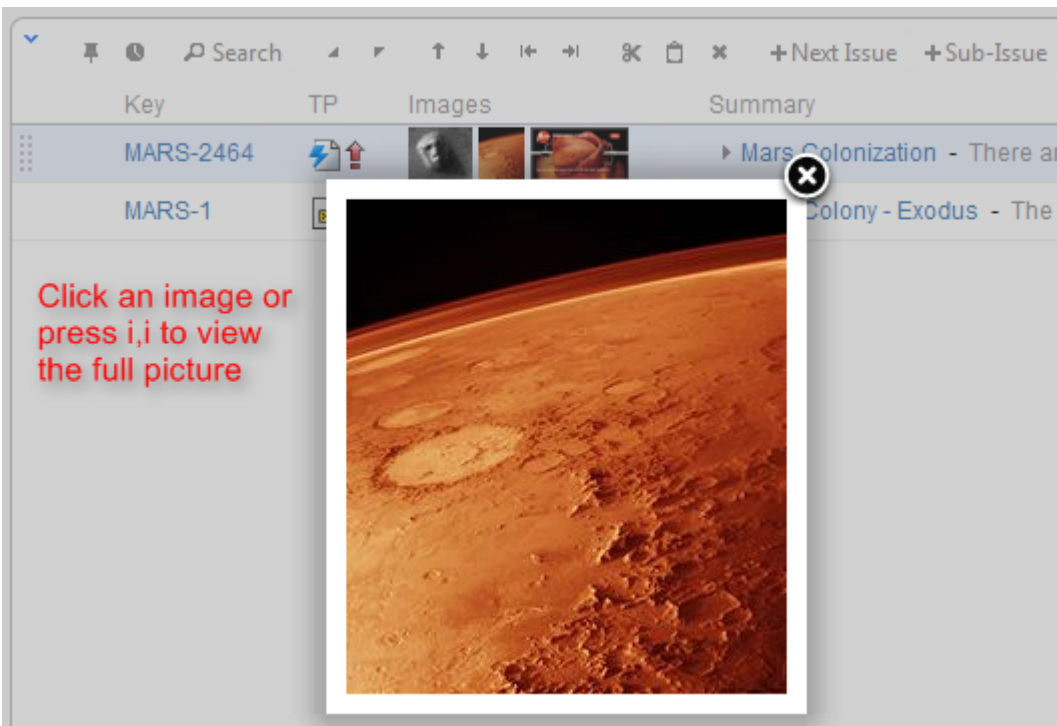 Search + Next Issue + Sub-Issue
Key TP Images Summary
MARS-2464 Mars Colonization - There
MARS-1 Colony - Exodus - The
Click an image or
press i,i to view
the full picture